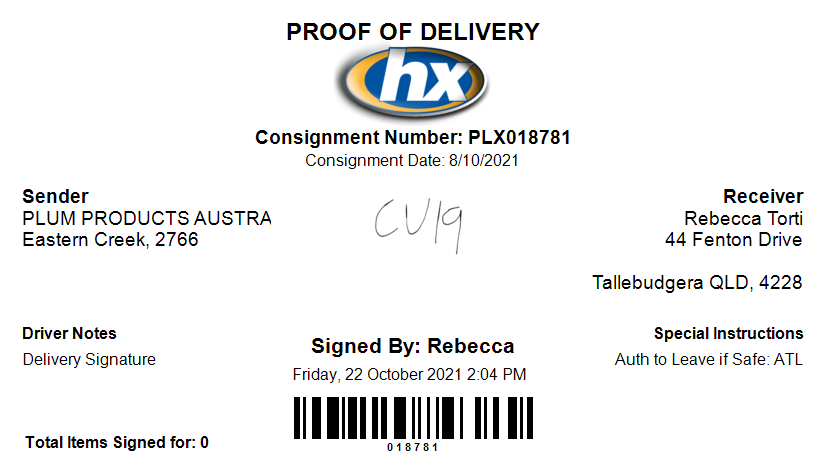 PROOF OF DELIVERY
hx
Consignment Number: PLX018781
Consignment Date: 8/10/2021
Sender
PLUM PRODUCTS AUSTRA
Eastern Creek, 2766
CV19
Receiver
Rebecca Torti
44 Fenton Drive
Tallebudgera QLD, 4228
Driver Notes
Delivery Signature
Signed By: Rebecca
Friday, 22 October 2021 2:04 PM
Special Instructions
Auth to Leave if Safe: ATL
018781
Total Items Signed for: 0